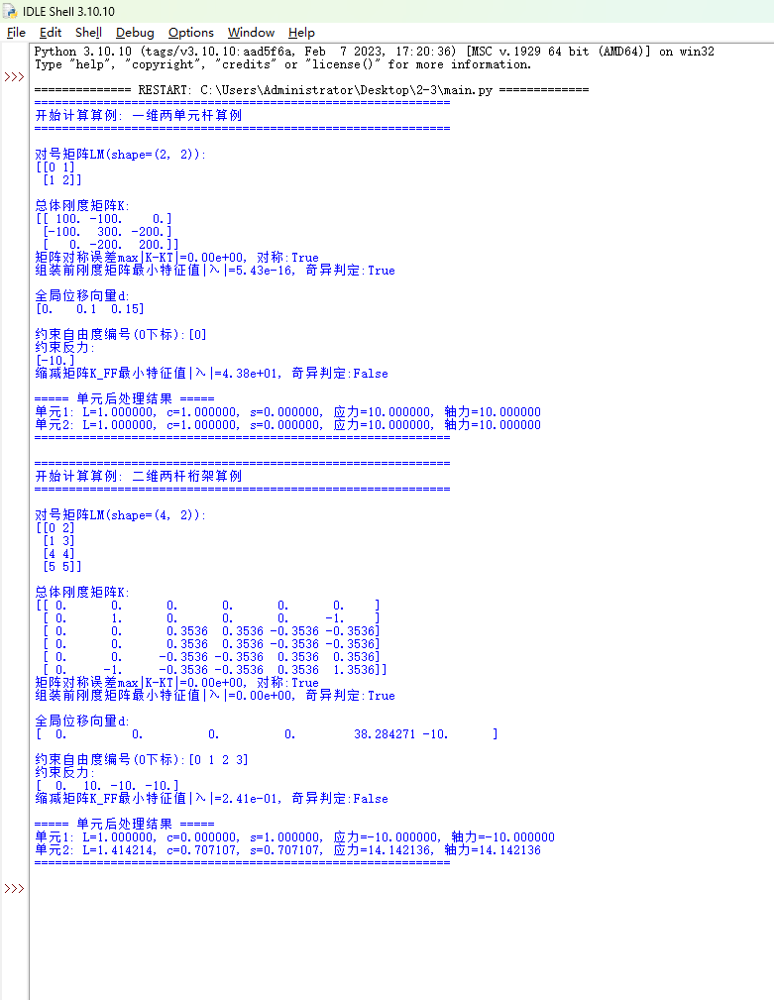 IDLE Shell 3.10.10
File Edit Shell Debug Options Window Help
Python 3.10.10 (tags/v3.10.10:aad5f6a, Feb  7 2023, 17:20:36) [MSC v.1929 64 bit (AMD64)] on win32
Type "help", "copyright", "credits" or "license()" for more information.
>>>
============== RESTART: C:\Users\Administrator\Desktop\2-3\main.py =============
============================================================
开始计算算例: 一维两单元杆算例
============================================================
对号矩阵LM(shape=(2, 2)):
[[0 1]
 [1 2]]
总体刚度矩阵K:
[[ 100. -100.    0.]
 [-100.  300. -200.]
 [   0. -200.  200.]]
矩阵对称误差max|K-KT|=0.00e+00, 对称:True
组装前刚度矩阵最小特征值|λ|=5.43e-16, 奇异判定:True
全局位移向量d:
[0.   0.1  0.15]
约束自由度编号(0下标):[0]
约束反力:
[-10.]
缩减矩阵K_FF最小特征值|λ|=4.38e+01, 奇异判定:False
===== 单元后处理结果 =====
单元1: L=1.000000, c=1.000000, s=0.000000, 应力=10.000000, 轴力=10.000000
单元2: L=1.000000, c=1.000000, s=0.000000, 应力=10.000000, 轴力=10.000000
============================================================
============================================================
开始计算算例: 二维两杆桁架算例
============================================================
对号矩阵LM(shape=(4, 2)):
[[0 2]
 [1 3]
 [4 4]
 [5 5]]
总体刚度矩阵K:
[[ 0.      0.      0.      0.      0.      0.    ]
 [ 0.      1.      0.      0.      0.     -1.    ]
 [ 0.      0.      0.3536  0.3536 -0.3536 -0.3536]
 [ 0.      0.      0.3536  0.3536 -0.3536 -0.3536]
 [ 0.      0.     -0.3536 -0.3536  0.3536  0.3536]
 [ 0.     -1.     -0.3536 -0.3536  0.3536  1.3536]]
矩阵对称误差max|K-KT|=0.00e+00, 对称:True
组装前刚度矩阵最小特征值|λ|=0.00e+00, 奇异判定:True
全局位移向量d:
[  0.         0.         0.         0.        38.284271 -10.      ]
约束自由度编号(0下标):[0 1 2 3]
约束反力:
[  0.  10. -10. -10.]
缩减矩阵K_FF最小特征值|λ|=2.41e-01, 奇异判定:False
===== 单元后处理结果 =====
单元1: L=1.000000, c=0.000000, s=1.000000, 应力=-10.000000, 轴力=-10.000000
单元2: L=1.414214, c=0.707107, s=0.707107, 应力=14.142136, 轴力=14.142136
============================================================
>>>